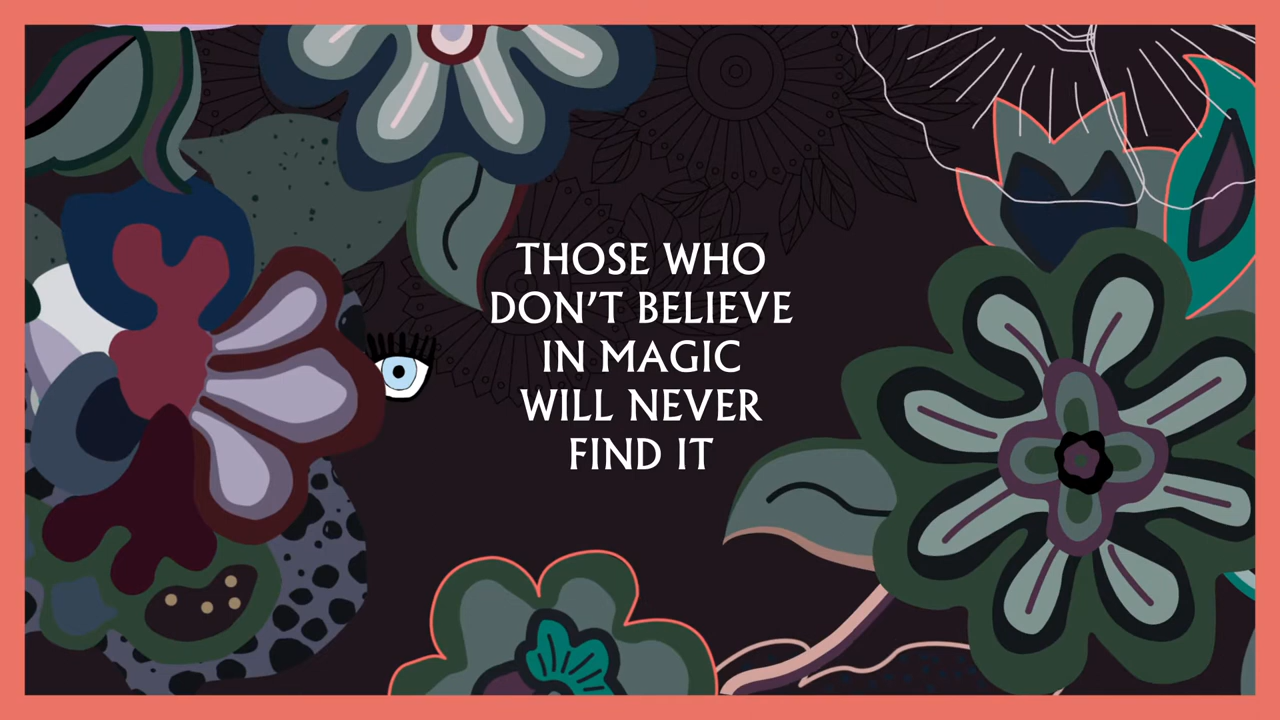 THOSE WHO
DON’T BELIEVE
IN MAGIC
WILL NEVER
FIND IT